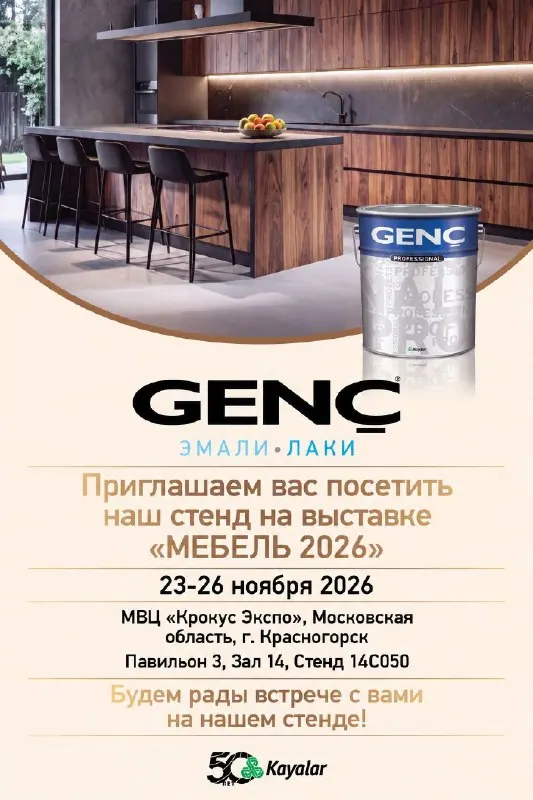 GENÇ
PROFESSIONAL
Kayalar
GENÇ
®
ЭМАЛИ • ЛАКИ
Приглашаем вас посетить
наш стенд на выставке
«МЕБЕЛЬ 2026»
23-26 ноября 2026
МВЦ «Крокус Экспо», Московская
область, г. Красногорск
Павильон 3, Зал 14, Стенд 14С050
Будем рады встрече с вами
на нашем стенде!
50 ЛЕТ Kayalar